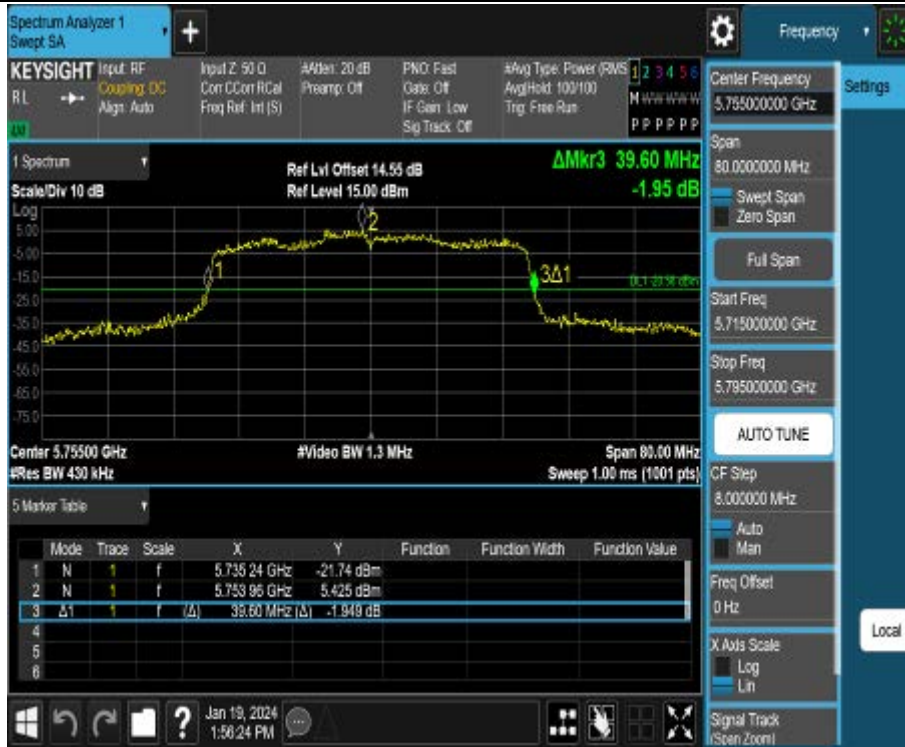 Spectrum Analyzer 1
Swept SA
+
Frequency
KEYSIGHT
Input: RF
Input Z: 50 Ω
#Atten: 20 dB
PNO: Fast
#Avg Type: Power (RMS
1 2 3 4 5 6
RL
Coupling: DC
Corr CCorr RCal
Preamp: Off
Gate: Off
Avg|Hold: 100/100
M W W W W W
Align: Auto
Freq Ref: Int (S)
IF Gain: Low
Trig: Free Run
Sig Track: Off
P P P P P P
Center Frequency
5.755000000 GHz
Settings
1 Spectrum
Ref Lvl Offset 14.55 dB
ΔMkr3 39.60 MHz
Scale/Div 10 dB
Ref Level 15.00 dBm
-1.95 dB
Log
5.00
-5.00
-15.0
-25.0
-35.0
-45.0
-55.0
-65.0
-75.0
1
2
3Δ1
Center 5.75500 GHz
#Video BW 1.3 MHz
Span 80.00 MHz
#Res BW 430 kHz
Sweep 1.00 ms (1001 pts)
Span
80.0000000 MHz
Swept Span
Zero Span
Full Span
Start Freq
5.715000000 GHz
Stop Freq
5.795000000 GHz
AUTO TUNE
CF Step
8.000000 MHz
Auto
Man
Freq Offset
0 Hz
X Axis Scale
Log
Lin
Signal Track
(Span Zoom)
Local
5 Marker Table
Mode Trace Scale X Y Function Function Width Function Value
1 N 1 f 5.735 24 GHz -21.74 dBm
2 N 1 f 5.753 96 GHz 5.425 dBm
3 Δ1 1 f (Δ) 39.60 MHz (Δ) -1.949 dB
4
5
6
?
Jan 19, 2024
1:56:24 PM